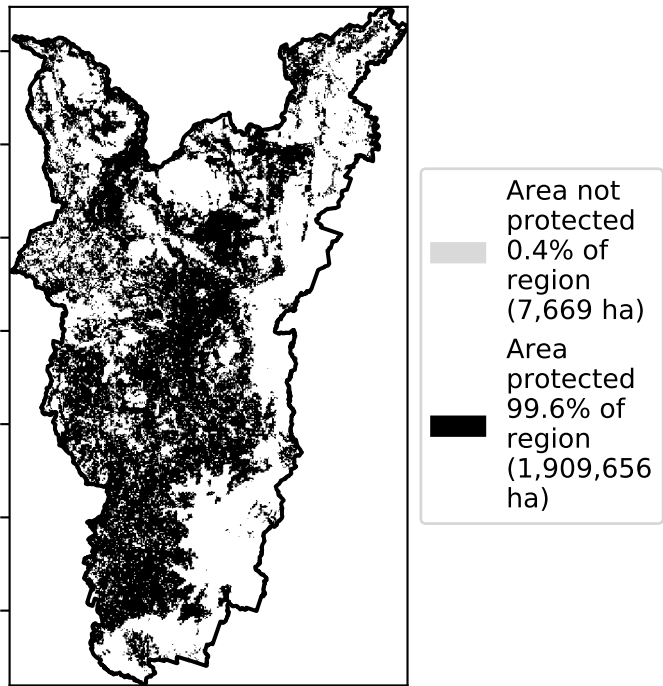 Area not
protected
0.4% of
region
(7,669 ha)
Area
protected
99.6% of
region
(1,909,656
ha)